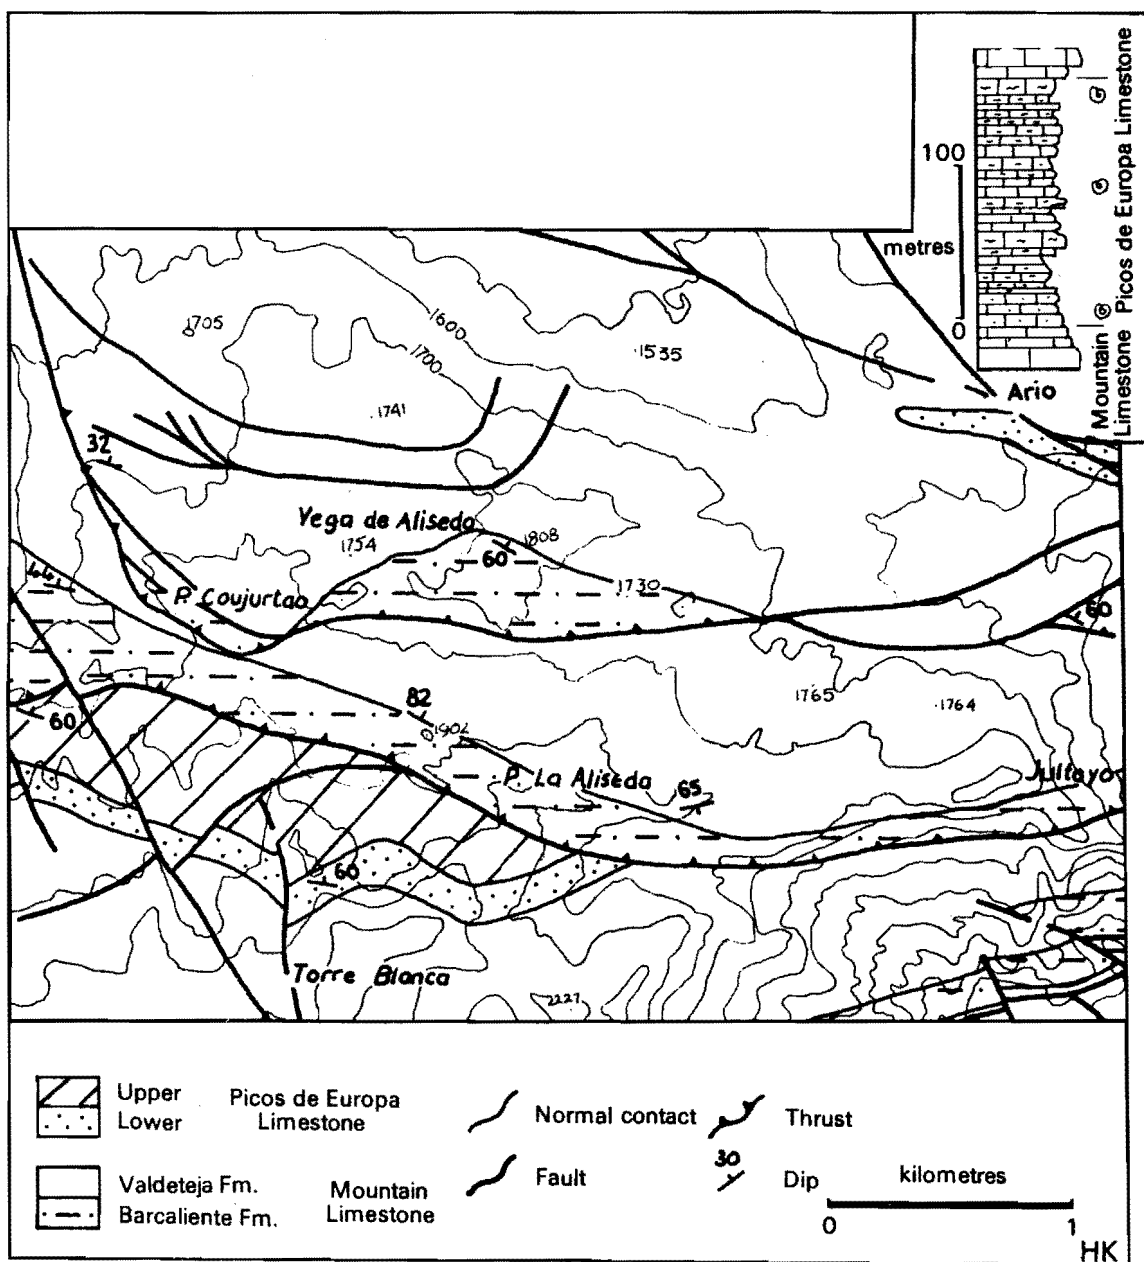 100
metres
0
Mountain
Limestone
Picos de Europa Limestone
Ario
1600
1700
1705
1535
1741
32
Vega de Aliseda
1754
60
1808
1730
44
P. Coujurtao
60
60
82
1902
1765
1764
P. La Aliseda
65
Jultayo
60
Torre Blanca
2227
Upper
Lower
Picos de Europa
Limestone
Normal contact
Thrust
Valdeteja Fm.
Barcaliente Fm.
Mountain
Limestone
Fault
30
Dip
kilometres
0 1
HK